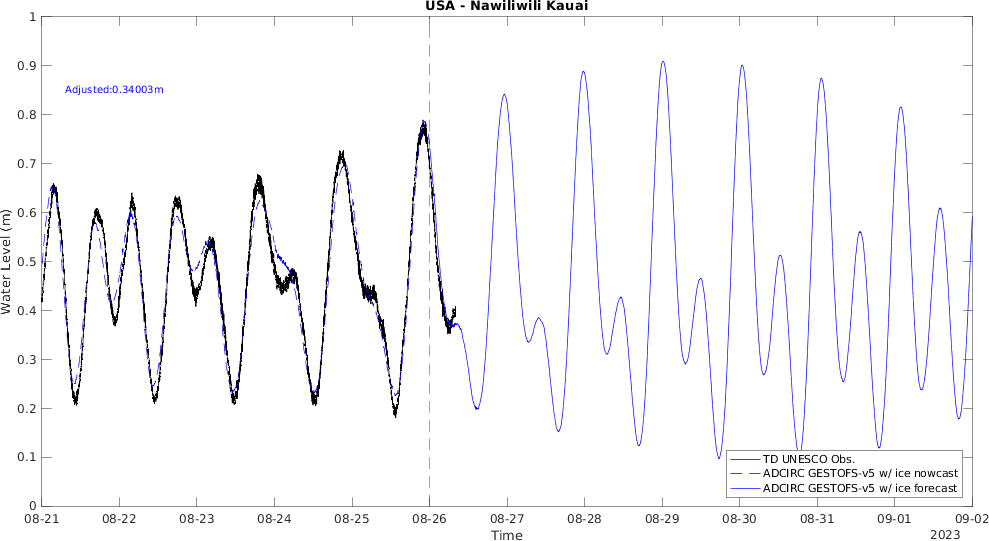 USA - Nawiliwili Kauai
1
0.9
0.8
0.7
0.6
0.5
0.4
0.3
0.2
0.1
0
Water Level (m)
Adjusted:0.34003m
TD UNESCO Obs.
ADCIRC GESTOFS-v5 w/ ice nowcast
ADCIRC GESTOFS-v5 w/ ice forecast
08-21 08-22 08-23 08-24 08-25 08-26 08-27 08-28 08-29 08-30 08-31 09-01 09-02
Time
2023